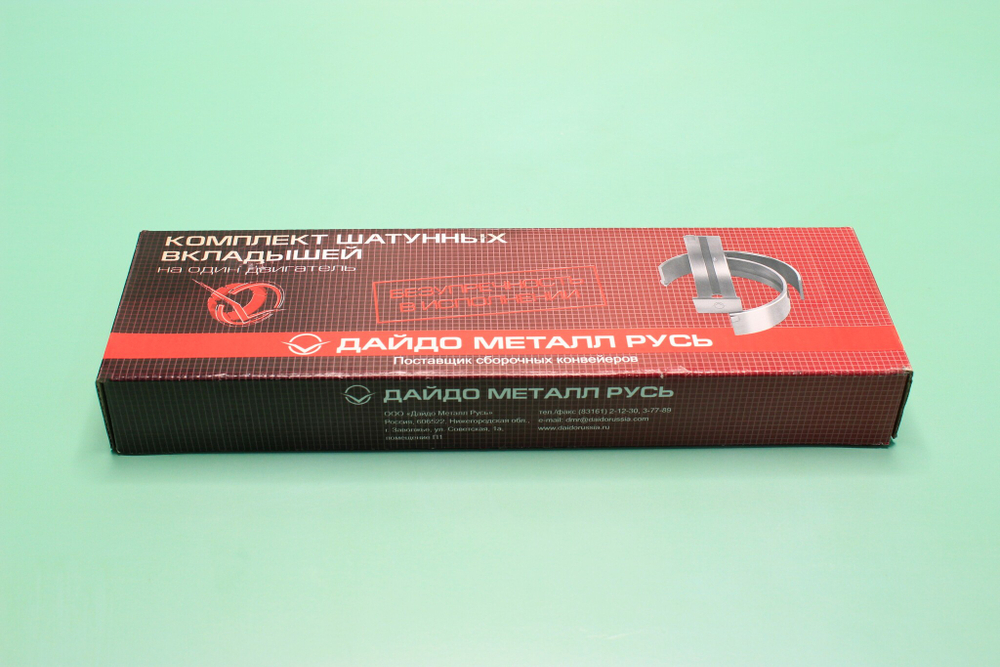 КОМПЛЕКТ ШАТУННЫХ
ВКЛАДЫШЕЙ
на один двигатель
БЕЗУПРЕЧНОСТЬ
В ИСПОЛНЕНИИ
ДАЙДО МЕТАЛЛ РУСЬ
Поставщик сборочных конвейеров
ДАЙДО МЕТАЛЛ РУСЬ
ООО «Дайдо Металл Русь»
Россия, 606522, Нижегородская обл.,
г. Заволжье, ул. Советская, 1а,
помещение П1
тел./факс (83161) 2-12-30, 3-77-89
e-mail: dmr@daidorussia.com
www.daidorussia.ru